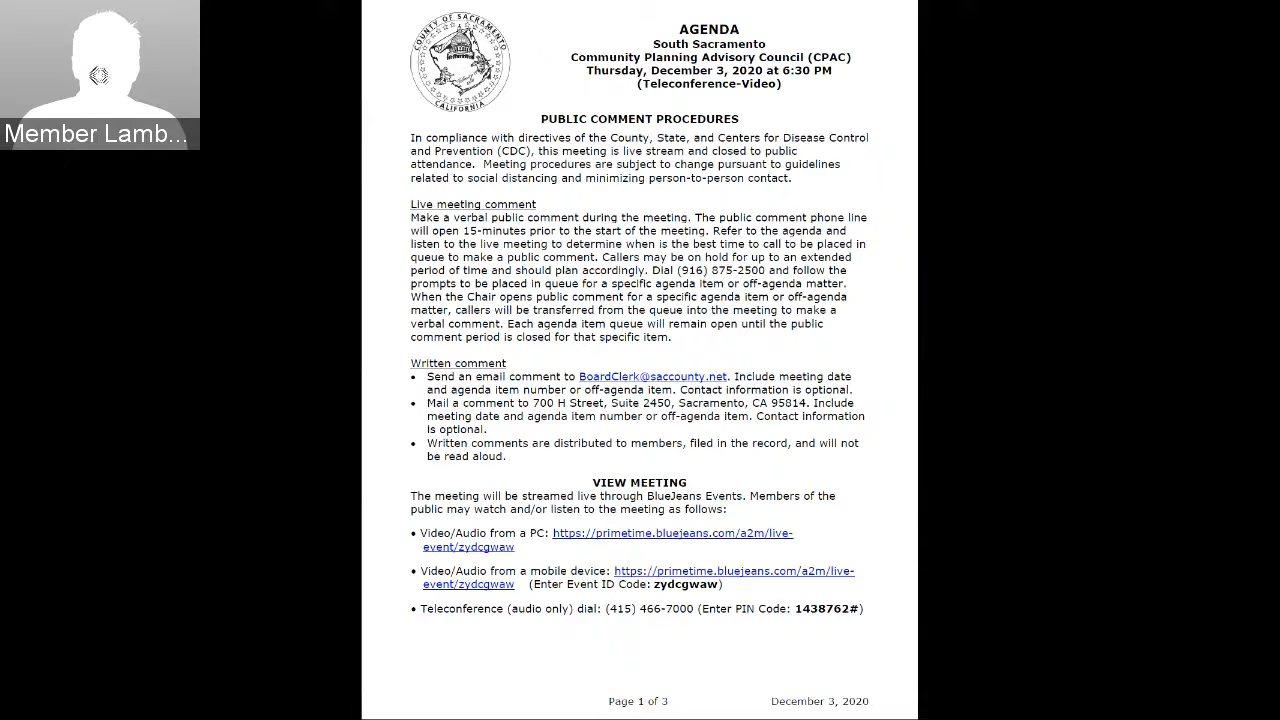 Member Lamb...
COUNTY OF SACRAMENTO
CALIFORNIA
AGENDA
South Sacramento
Community Planning Advisory Council (CPAC)
Thursday, December 3, 2020 at 6:30 PM
(Teleconference-Video)
PUBLIC COMMENT PROCEDURES
In compliance with directives of the County, State, and Centers for Disease Control
and Prevention (CDC), this meeting is live stream and closed to public
attendance. Meeting procedures are subject to change pursuant to guidelines
related to social distancing and minimizing person-to-person contact.
Live meeting comment
Make a verbal public comment during the meeting. The public comment phone line
will open 15-minutes prior to the start of the meeting. Refer to the agenda and
listen to the live meeting to determine when is the best time to call to be placed in
queue to make a public comment. Callers may be on hold for up to an extended
period of time and should plan accordingly. Dial (916) 875-2500 and follow the
prompts to be placed in queue for a specific agenda item or off-agenda matter.
When the Chair opens public comment for a specific agenda item or off-agenda
matter, callers will be transferred from the queue into the meeting to make a
verbal comment. Each agenda item queue will remain open until the public
comment period is closed for that specific item.
Written comment
• Send an email comment to BoardClerk@saccounty.net. Include meeting date
and agenda item number or off-agenda item. Contact information is optional.
• Mail a comment to 700 H Street, Suite 2450, Sacramento, CA 95814. Include
meeting date and agenda item number or off-agenda item. Contact information
is optional.
• Written comments are distributed to members, filed in the record, and will not
be read aloud.
VIEW MEETING
The meeting will be streamed live through BlueJeans Events. Members of the
public may watch and/or listen to the meeting as follows:
• Video/Audio from a PC: https://primetime.bluejeans.com/a2m/live-
event/zydcgwaw
• Video/Audio from a mobile device: https://primetime.bluejeans.com/a2m/live-
event/zydcgwaw (Enter Event ID Code: zydcgwaw)
• Teleconference (audio only) dial: (415) 466-7000 (Enter PIN Code: 1438762#)
Page 1 of 3 December 3, 2020